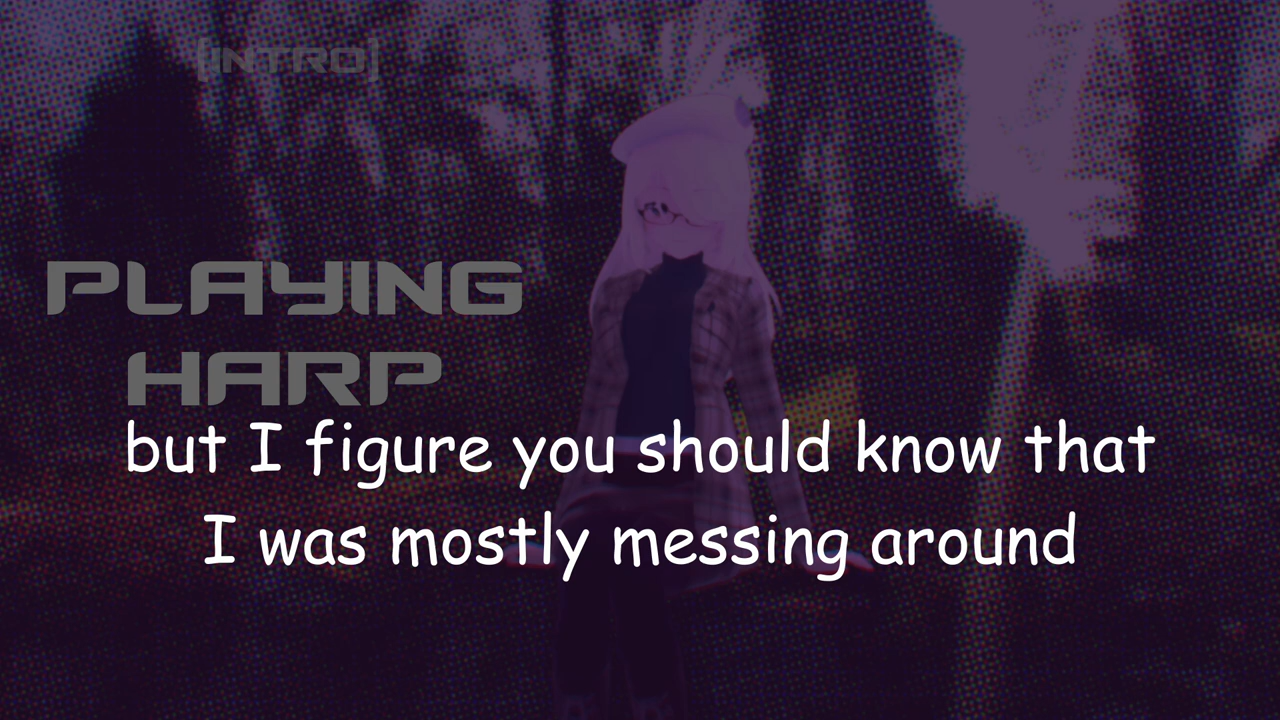 [INTRO]
PLAYING
HARP
but I figure you should know that
I was mostly messing around